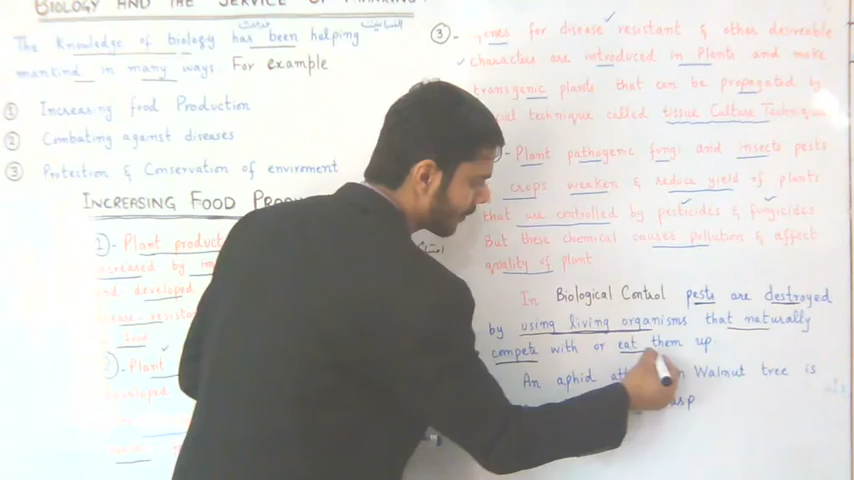 BIOLOGY AND THE SERVICE OF MANKIND
انسانیت خدمت
The Knowledge of biology has been helping
mankind in many ways. For example
① Increasing food Production
② Combating against diseases
③ Protection & Conservation of enviroment
INCREASING FOOD
1)- Plant product
increased by
developed
2)- Plant
developed
③ - genes for disease resistant & other desireable
characters are introduced in Plants and make
transgenic plants that can be propagated by
technique called tissue Culture Technique
- Plant pathogenic fungi and insects pests
crops weaken & reduce yield of plants
that are controlled by pesticides & fungicides
But these chemical causes pollution & affect
quality of plant
In Biological Control pests are destroyed
by using living organisms that naturally
compete with or eat them up.
An aphid Walnut tree is